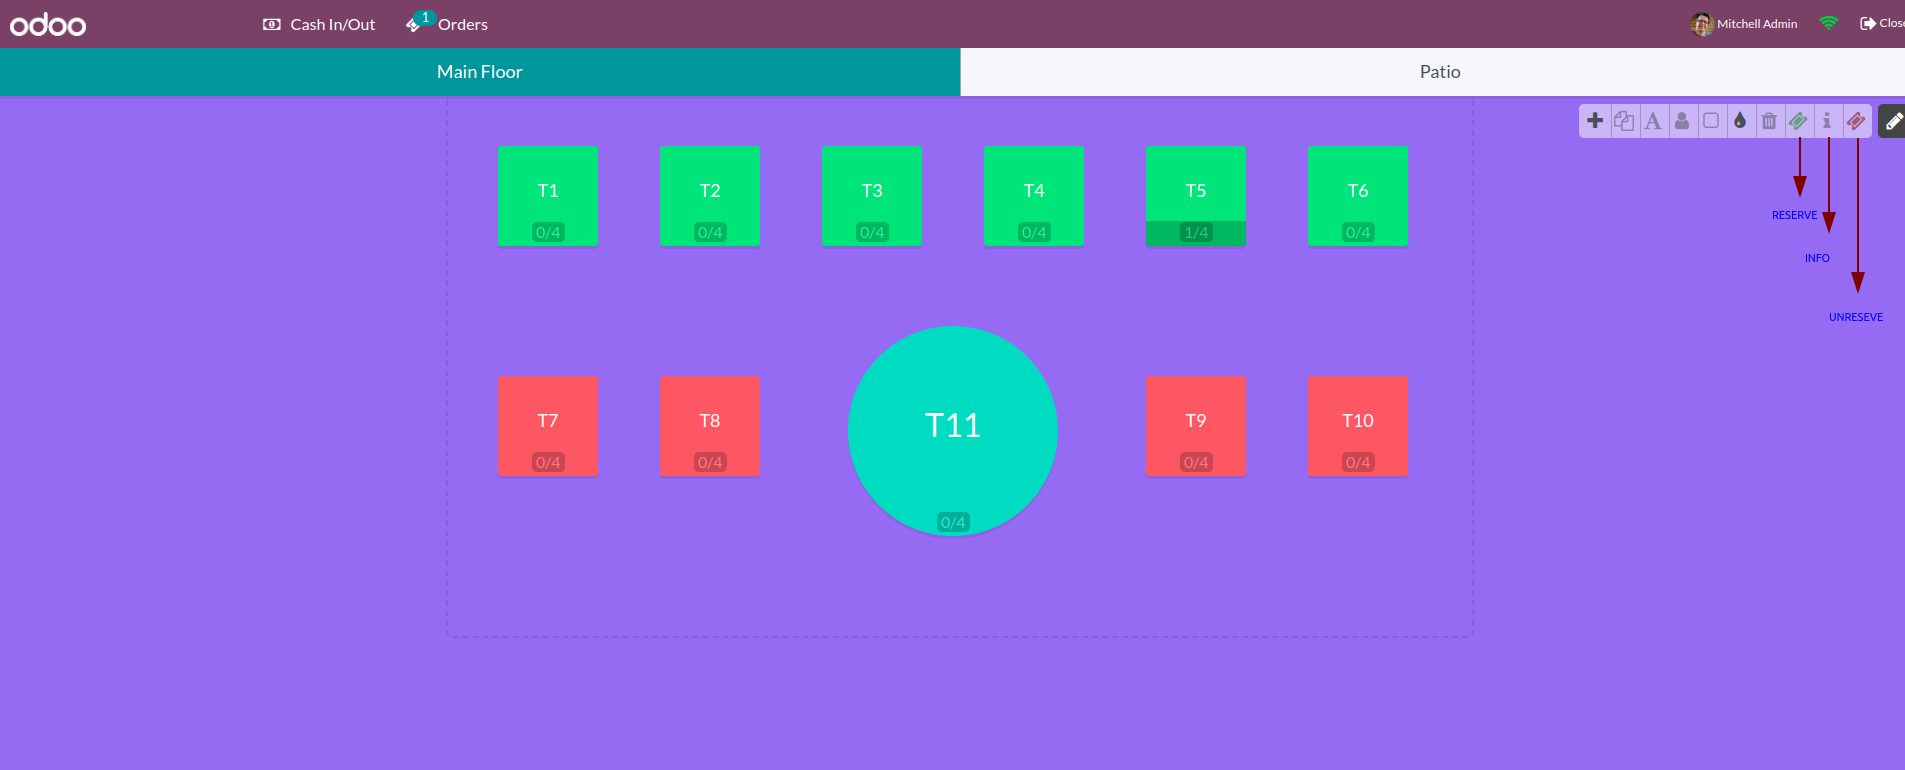 odoo
Cash In/Out
1
Orders
Mitchell Admin
Close
Main Floor
Patio
A
T1
T2
T3
T4
T5
T6
0/4
0/4
0/4
0/4
1/4
0/4
RESERVE
INFO
UNRESEVE
T7
T8
T11
T9
T10
0/4
0/4
0/4
0/4
0/4